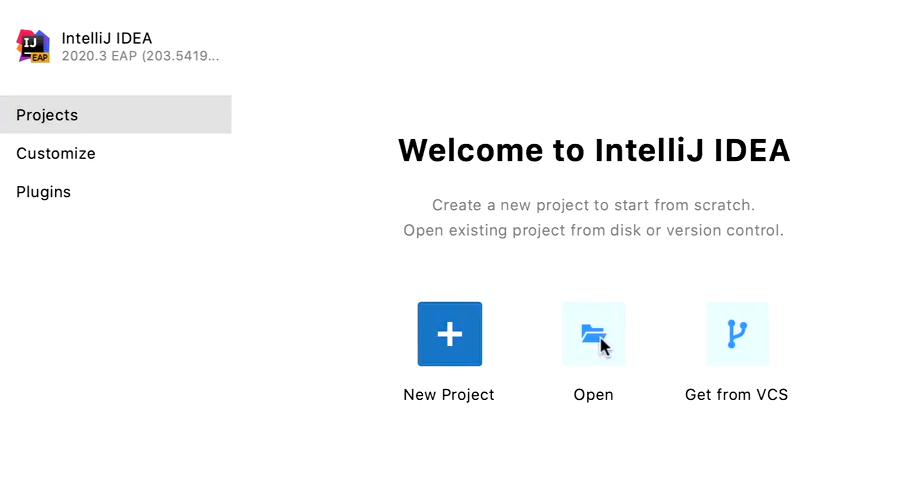 IJ
EAP
IntelliJ IDEA
2020.3 EAP (203.5419...
Projects
Customize
Plugins
Welcome to IntelliJ IDEA
Create a new project to start from scratch.
Open existing project from disk or version control.
New Project
Open
Get from VCS